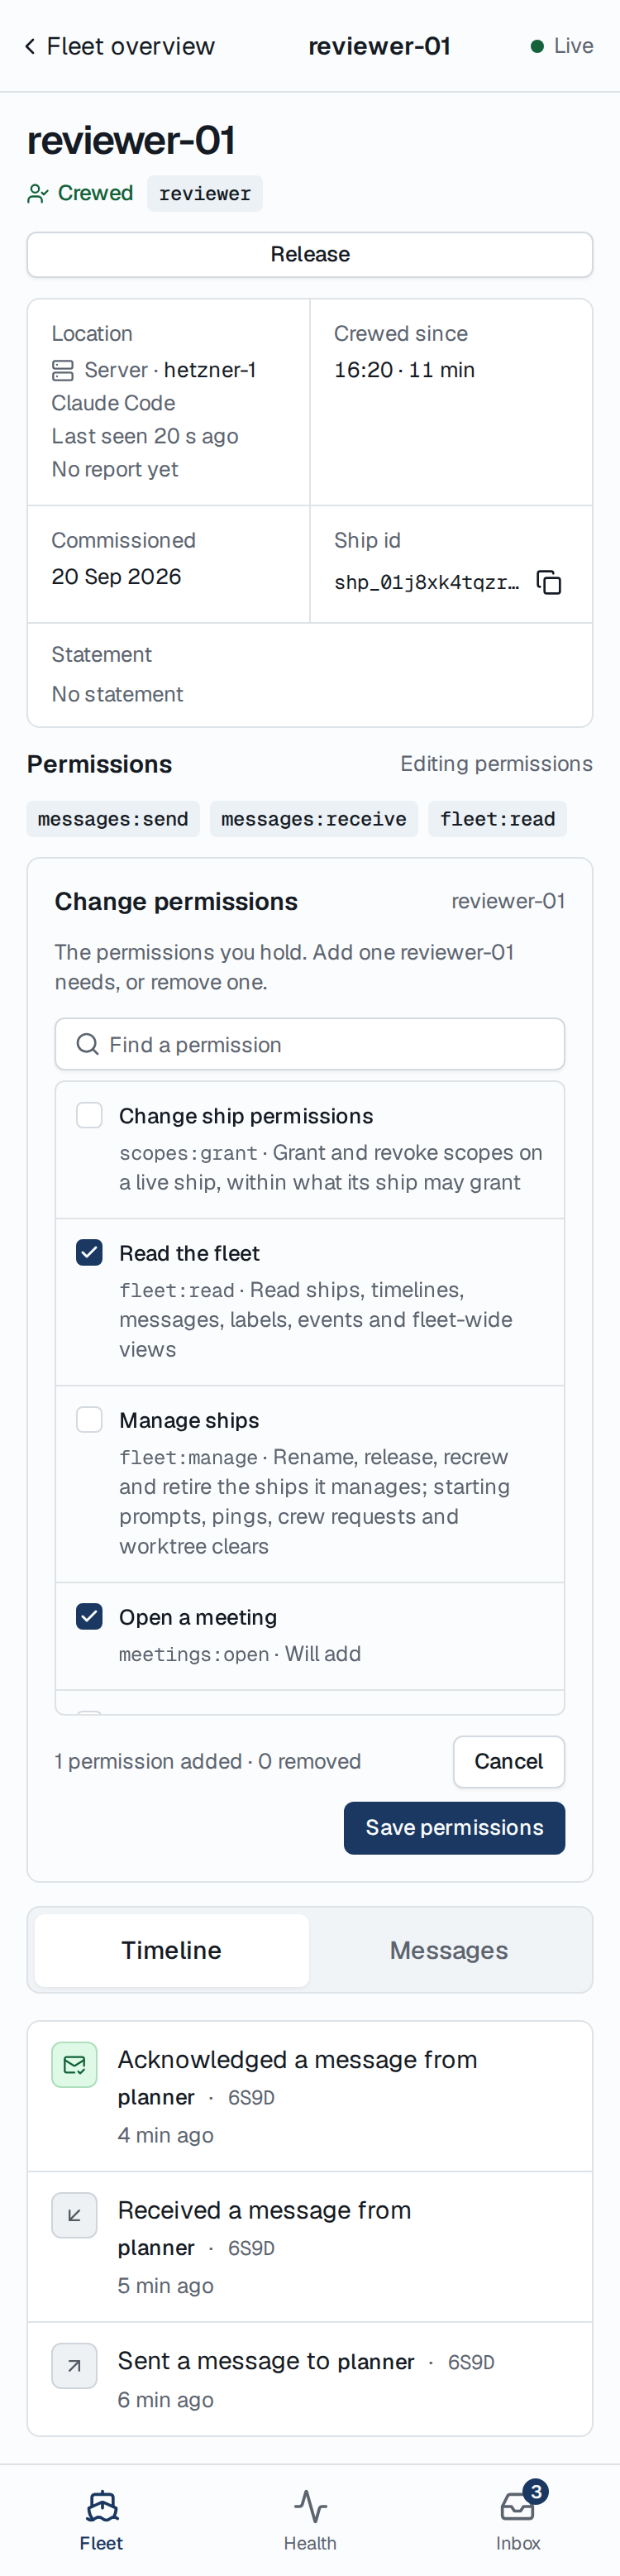 Fleet overview
reviewer-01
Live
reviewer-01
Crewed
reviewer
Release
Location
Server · hetzner-1
Claude Code
Last seen 20 s ago
No report yet
Crewed since
16:20 · 11 min
Commissioned
20 Sep 2026
Ship id
shp_01j8xk4tqzr…
Statement
No statement
Permissions
Editing permissions
messages:send
messages:receive
fleet:read
Change permissions
reviewer-01
The permissions you hold. Add one reviewer-01
needs, or remove one.
Find a permission
Change ship permissions
scopes:grant · Grant and revoke scopes on
a live ship, within what its ship may grant
Read the fleet
fleet:read · Read ships, timelines,
messages, labels, events and fleet-wide
views
Manage ships
fleet:manage · Rename, release, recrew
and retire the ships it manages; starting
prompts, pings, crew requests and
worktree clears
Open a meeting
meetings:open · Will add
1 permission added · 0 removed
Cancel
Save permissions
Timeline
Messages
Acknowledged a message from
planner · 6S9D
4 min ago
Received a message from
planner · 6S9D
5 min ago
Sent a message to planner · 6S9D
6 min ago
3
Fleet
Health
Inbox